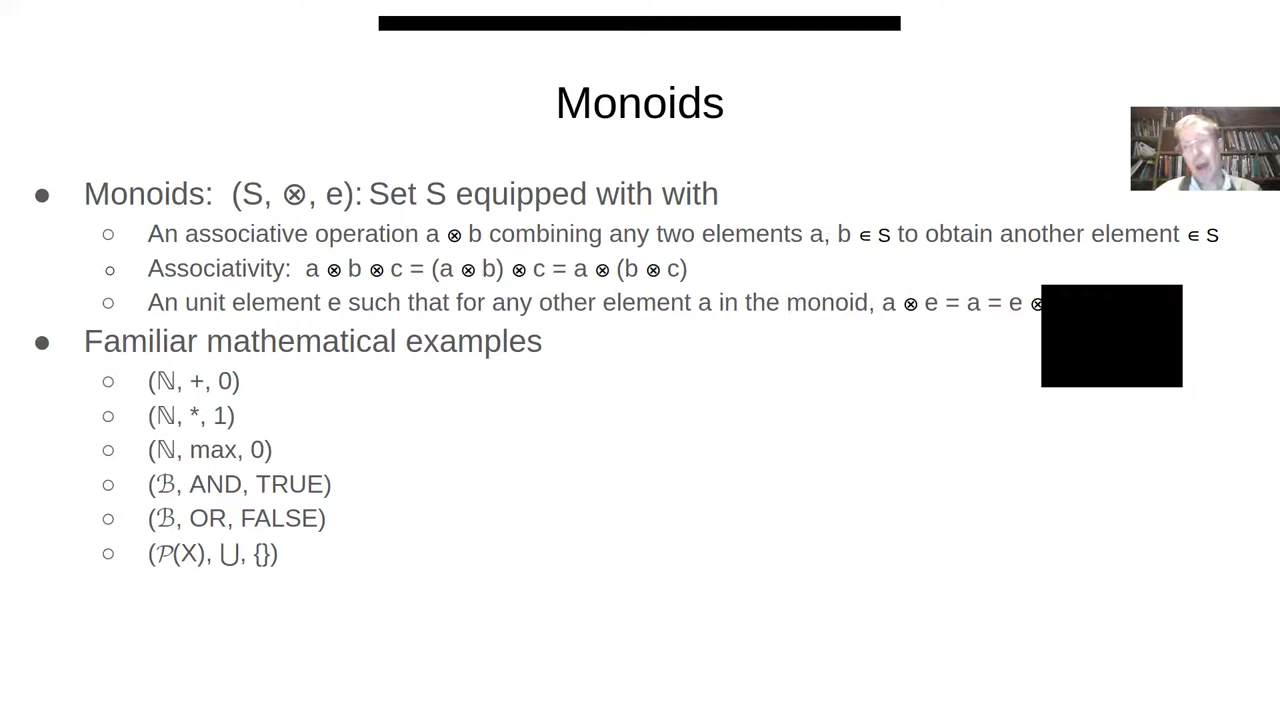 Monoids
● Monoids: (S, ⊗, e): Set S equipped with with
○ An associative operation a ⊗ b combining any two elements a, b ∈ S to obtain another element ∈ S
○ Associativity: a ⊗ b ⊗ c = (a ⊗ b) ⊗ c = a ⊗ (b ⊗ c)
○ An unit element e such that for any other element a in the monoid, a ⊗ e = a = e ⊗
● Familiar mathematical examples
○ (ℕ, +, 0)
○ (ℕ, *, 1)
○ (ℕ, max, 0)
○ (ℬ, AND, TRUE)
○ (ℬ, OR, FALSE)
○ (𝒫(X), ⋃, {})